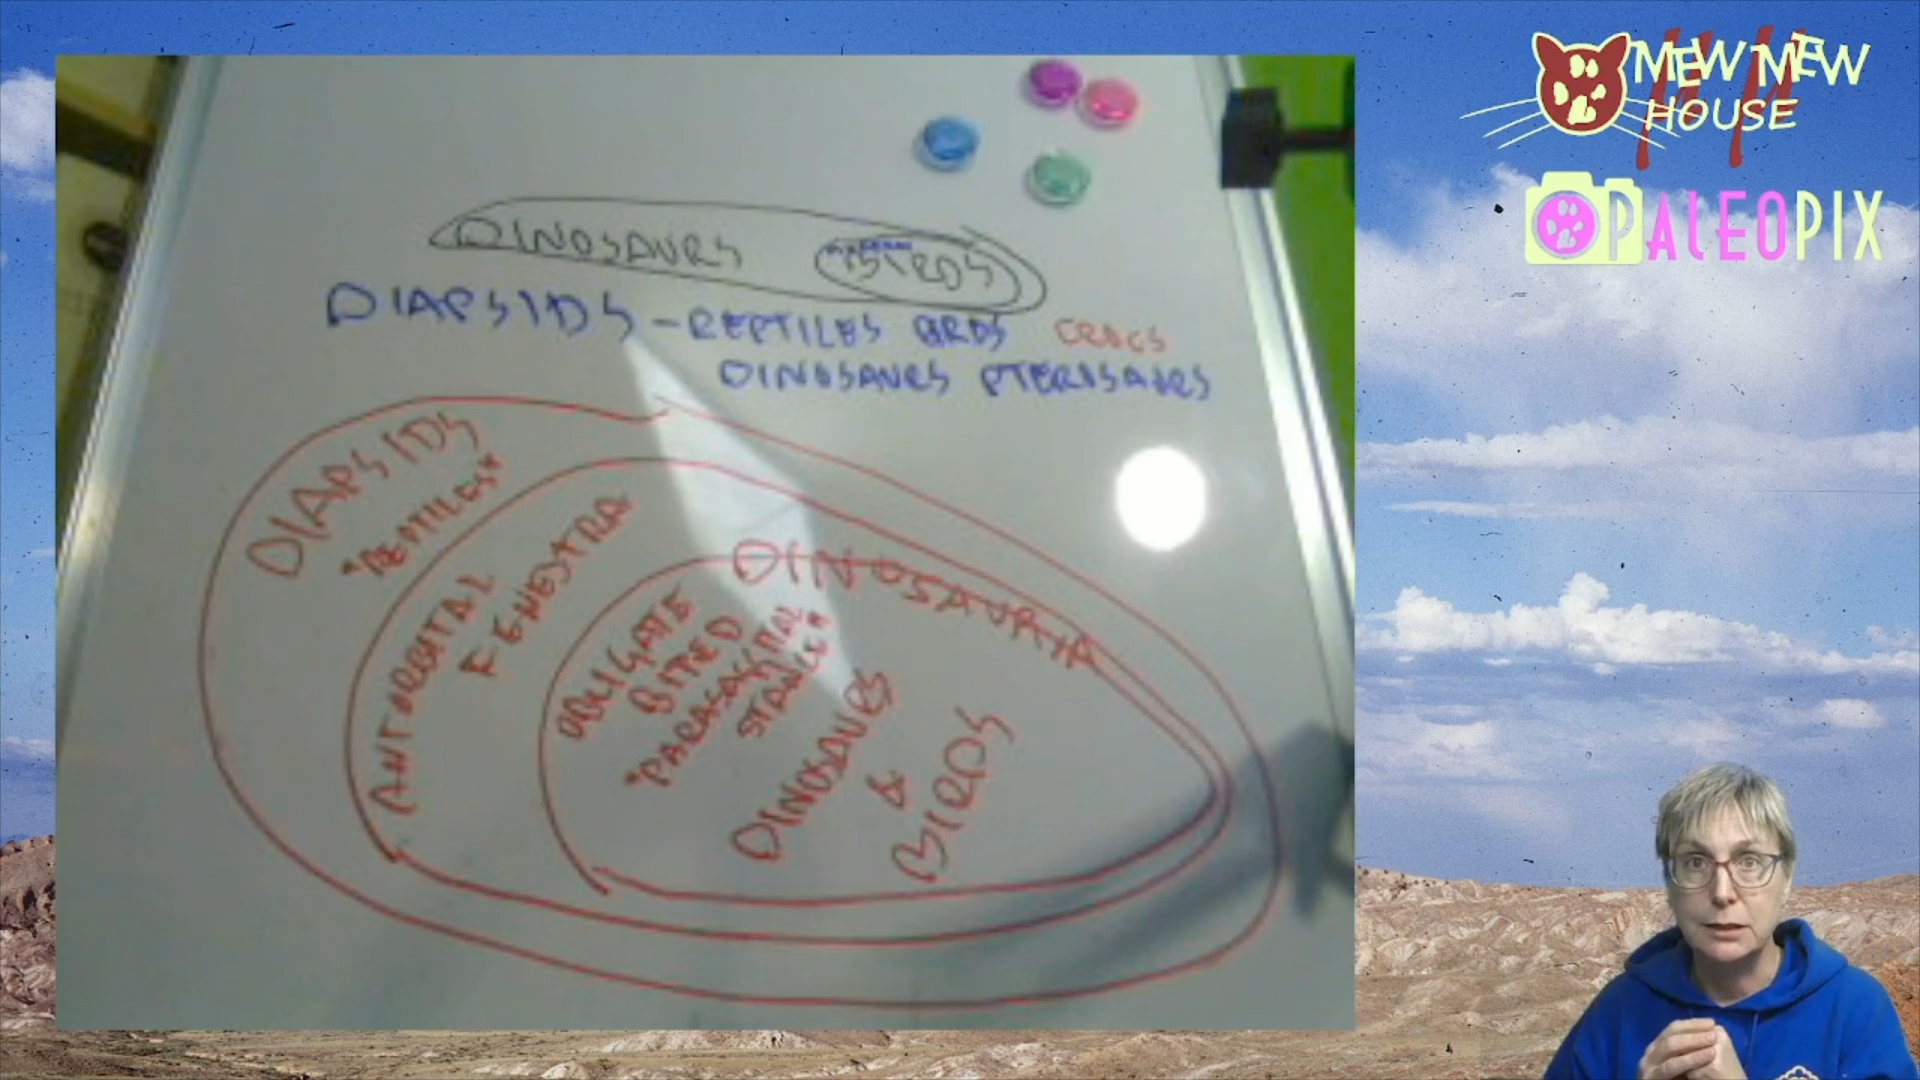 MEW MEW
HOUSE
PALEOPIX
DINOSAURS BIRDS
DIAPSIDS - REPTILES BIRDS CROCS
DINOSAURS PTEROSAURS
DIAPSIDS
"REPTILES"
ANTORBITAL
FENESTRA
DINOSAURIA
OBLIGATE
BIPED
"PARASAGITTAL
STANCE"
DINOSAURS
&
BIRDS